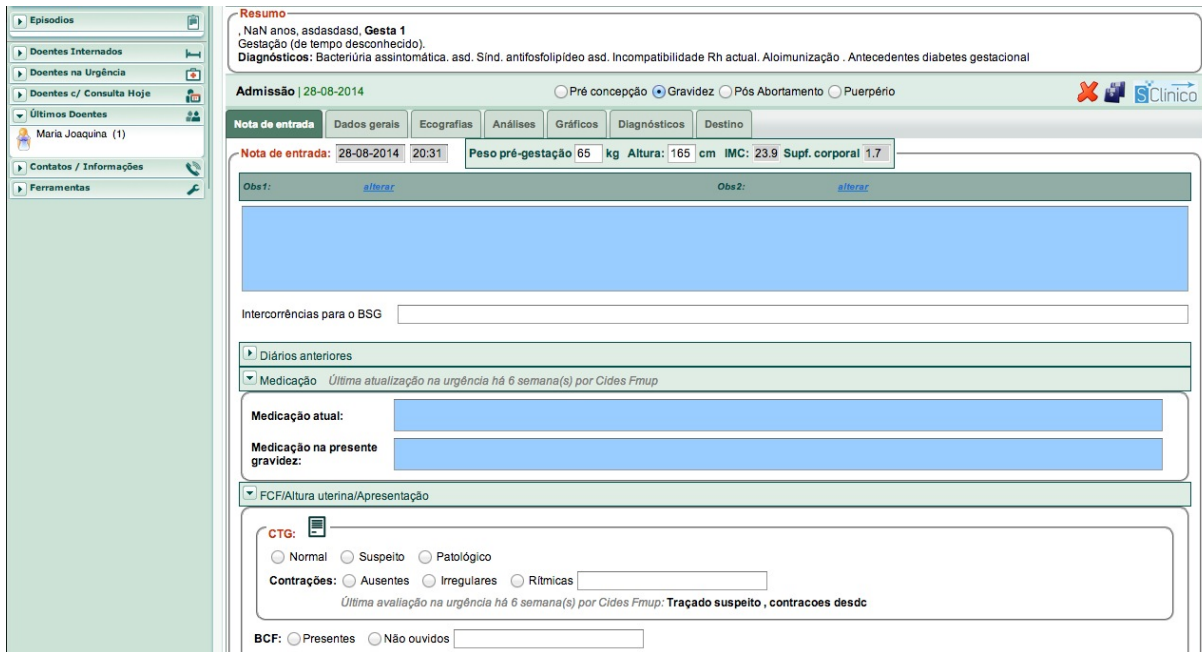 Episodios
Doentes Internados
Doentes na Urgência
Doentes c/ Consulta Hoje
Últimos Doentes
Maria Joaquina (1)
Contatos / Informações
Ferramentas
Resumo
, NaN anos, asdasdasd, Gesta 1
Gestação (de tempo desconhecido).
Diagnósticos: Bacteriúria assintomática. asd. Sínd. antifosfolipídeo asd. Incompatibilidade Rh actual. Aloimunização . Antecedentes diabetes gestacional
Admissão | 28-08-2014 Pré concepção Gravidez Pós Abortamento Puerpério SClínico
Nota de entrada Dados gerais Ecografias Análises Gráficos Diagnósticos Destino
Nota de entrada: 28-08-2014 20:31 Peso pré-gestação 65 kg Altura: 165 cm IMC: 23.9 Supf. corporal 1.7
Obs1: alterar Obs2: alterar
Intercorrências para o BSG
Diários anteriores
Medicação Última atualização na urgência há 6 semana(s) por Cides Fmup
Medicação atual:
Medicação na presente
gravidez:
FCF/Altura uterina/Apresentação
CTG:
Normal Suspeito Patológico
Contrações: Ausentes Irregulares Rítmicas
Última avaliação na urgência há 6 semana(s) por Cides Fmup: Traçado suspeito , contracoes desdc
BCF: Presentes Não ouvidos